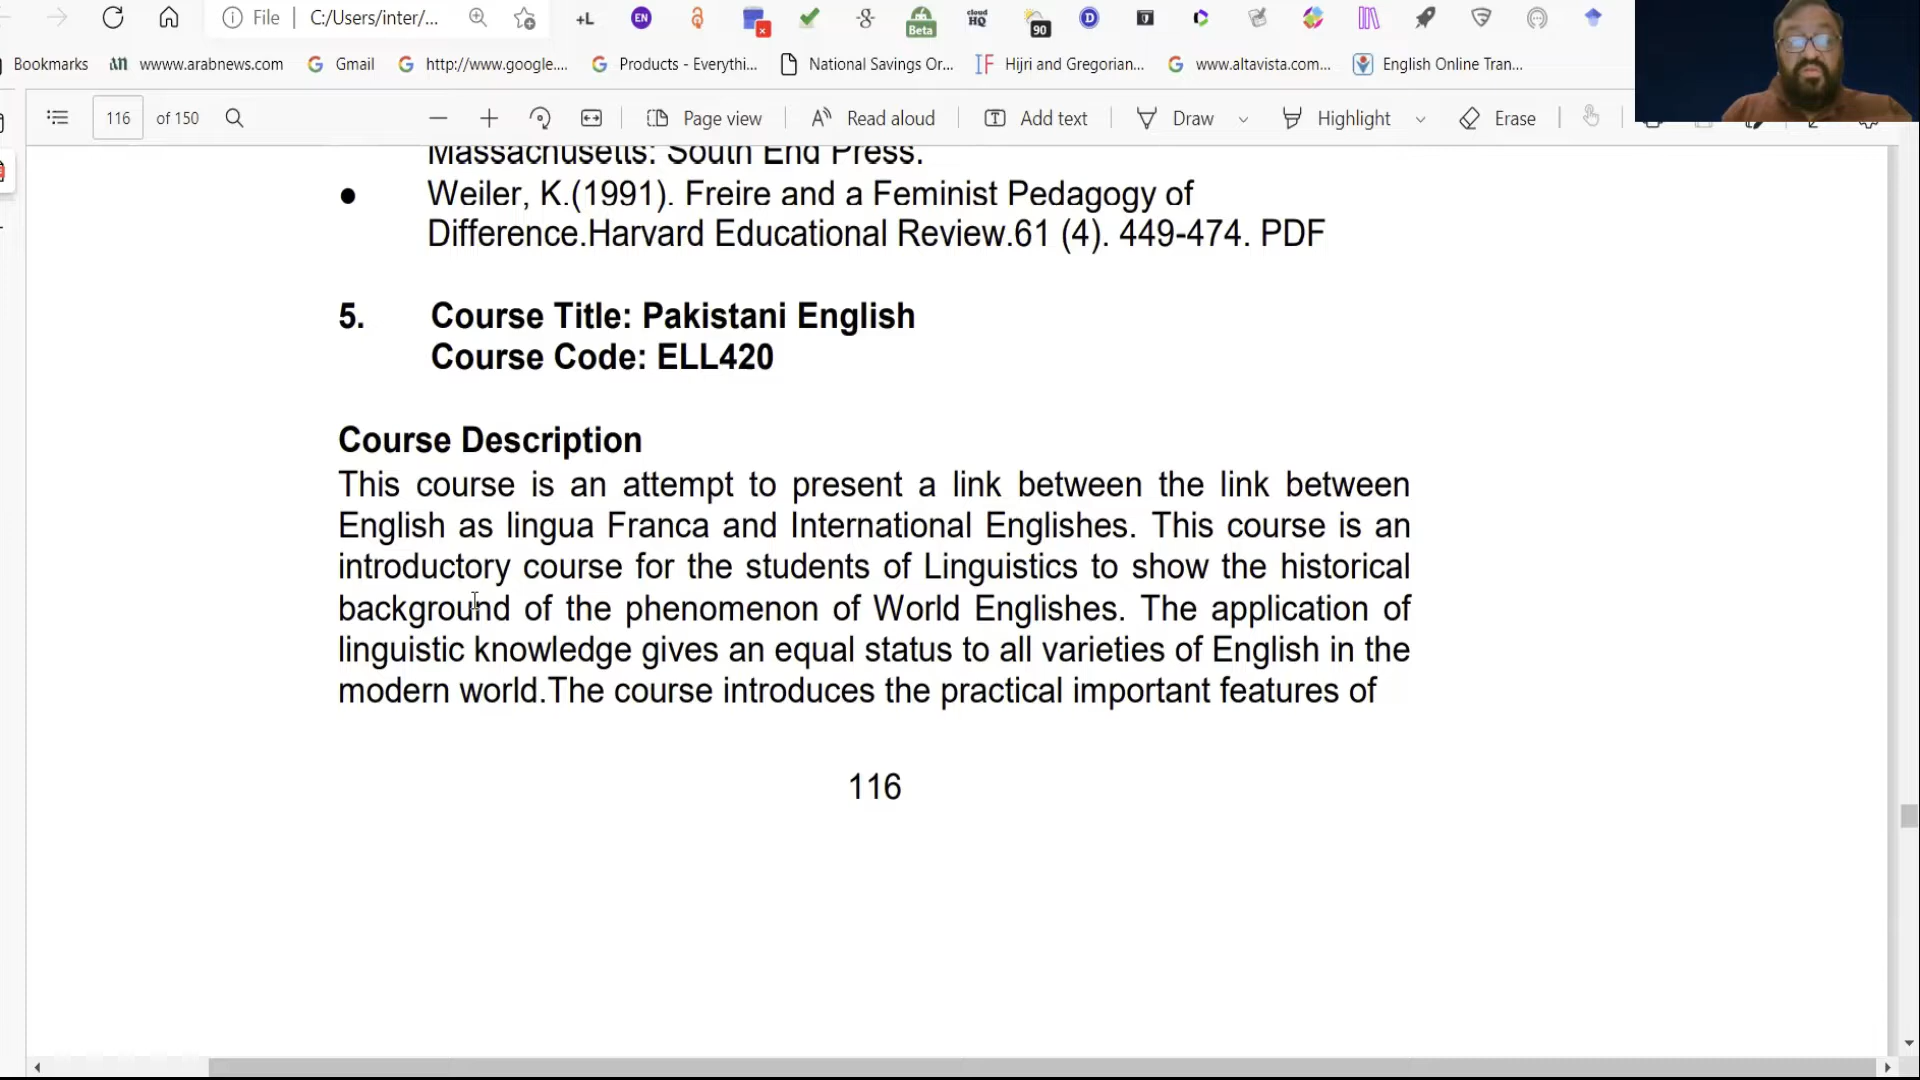 File
C:/Users/inter/...
+L
EN
Beta
cloud
HQ
90
Bookmarks
wwww.arabnews.com
Gmail
http://www.google....
Products - Everythi...
National Savings Or...
Hijri and Gregorian...
www.altavista.com...
English Online Tran...
116 of 150
Page view
Read aloud
Add text
Draw
Highlight
Erase
Massachusetts: South End Press.
● Weiler, K.(1991). Freire and a Feminist Pedagogy of
Difference.Harvard Educational Review.61 (4). 449-474. PDF
5. Course Title: Pakistani English
Course Code: ELL420
Course Description
This course is an attempt to present a link between the link between
English as lingua Franca and International Englishes. This course is an
introductory course for the students of Linguistics to show the historical
background of the phenomenon of World Englishes. The application of
linguistic knowledge gives an equal status to all varieties of English in the
modern world.The course introduces the practical important features of
116